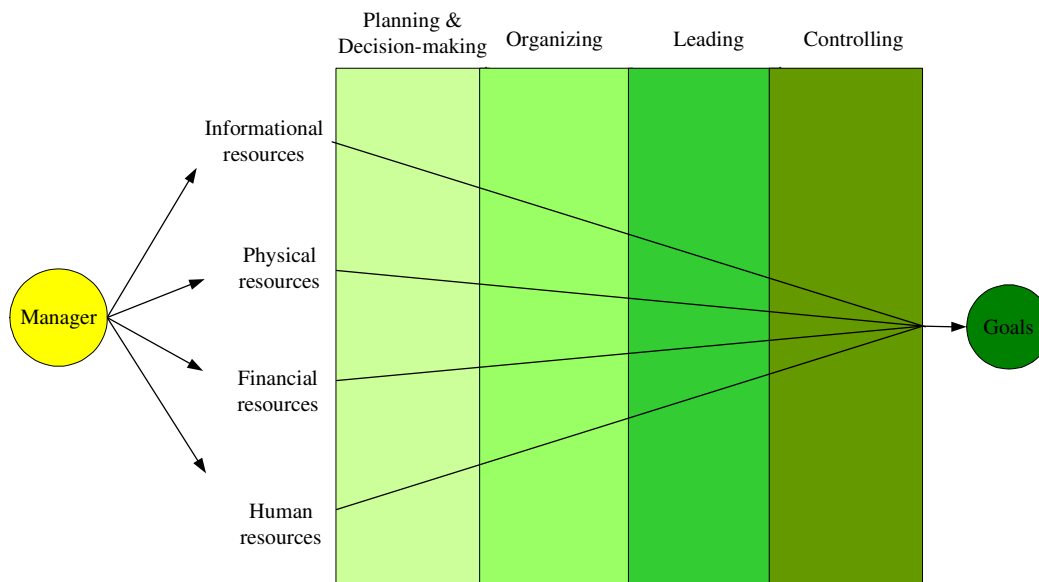 Planning &
Decision-making
Organizing
Leading
Controlling
Informational
resources
Physical
resources
Manager
Goals
Financial
resources
Human
resources